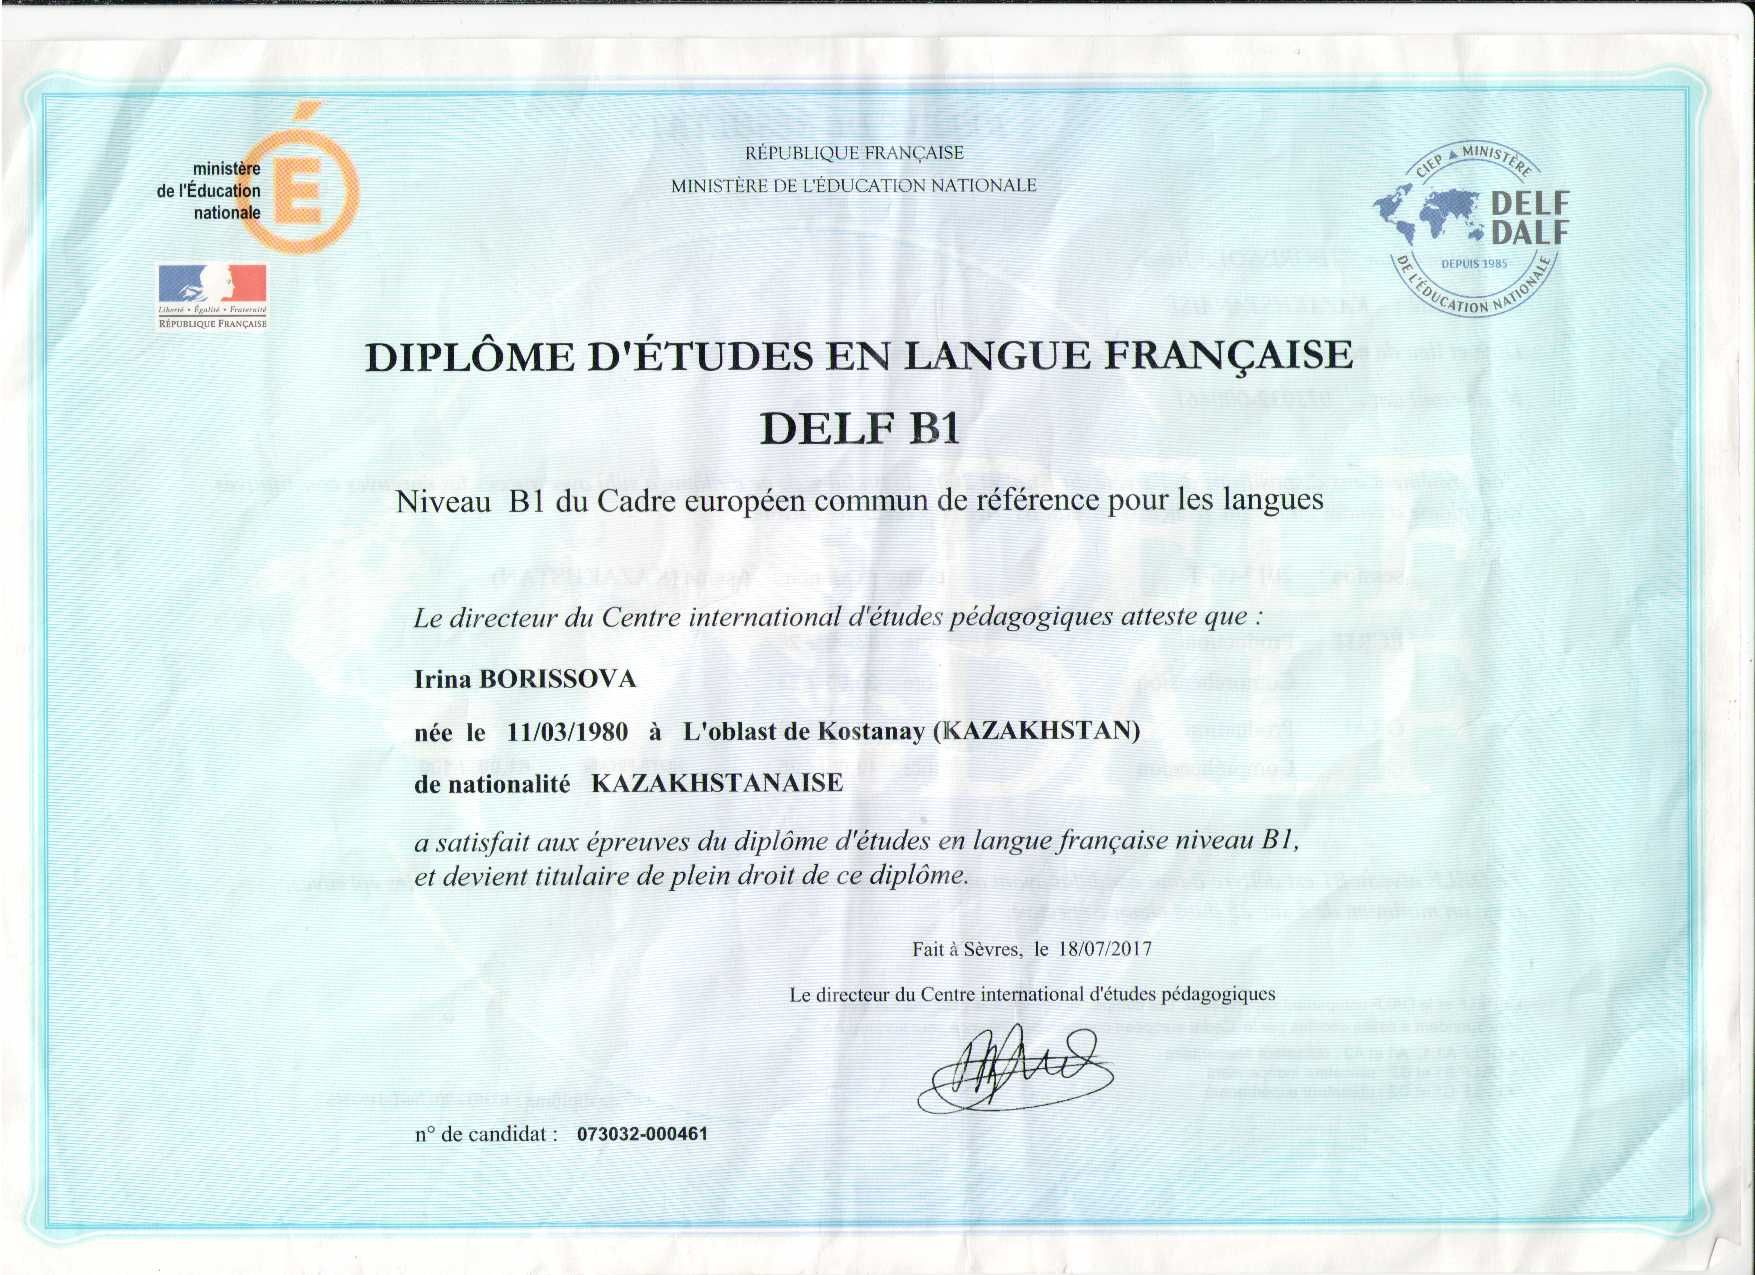 ministère
de l'Éducation
nationale
É
Liberté • Égalité • Fraternité
RÉPUBLIQUE FRANÇAISE
RÉPUBLIQUE FRANÇAISE
MINISTÈRE DE L'ÉDUCATION NATIONALE
CIEP ▲ MINISTÈRE
DELF
DALF
DEPUIS 1985
DE L'ÉDUCATION NATIONALE
DIPLÔME D'ÉTUDES EN LANGUE FRANÇAISE
DELF B1
Niveau B1 du Cadre européen commun de référence pour les langues
Le directeur du Centre international d'études pédagogiques atteste que :
Irina BORISSOVA
née le 11/03/1980 à L'oblast de Kostanay (KAZAKHSTAN)
de nationalité KAZAKHSTANAISE
a satisfait aux épreuves du diplôme d'études en langue française niveau B1,
et devient titulaire de plein droit de ce diplôme.
Fait à Sèvres, le 18/07/2017
Le directeur du Centre international d'études pédagogiques
n° de candidat : 073032-000461